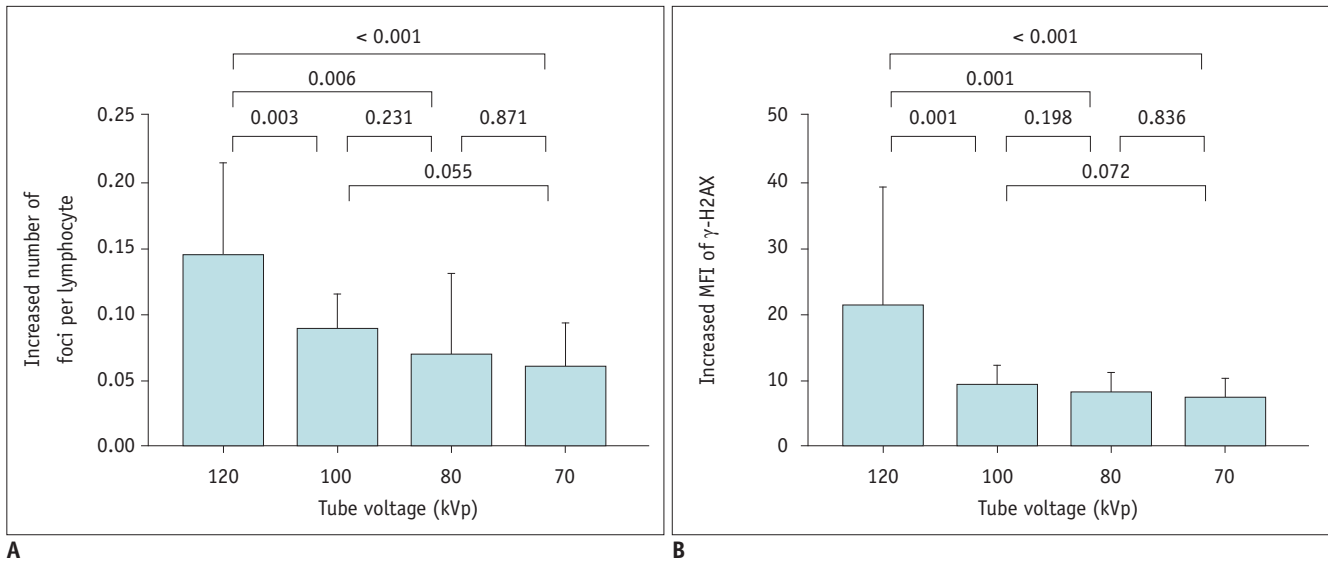 < 0.001
0.006
0.003 0.231 0.871
0.055
0.25
0.20
0.15
0.10
0.05
0.00
Increased number of
foci per lymphocyte
120 100 80 70
Tube voltage (kVp)
A
< 0.001
0.001
0.001 0.198 0.836
0.072
50
40
30
20
10
0
Increased MFI of γ-H2AX
120 100 80 70
Tube voltage (kVp)
B